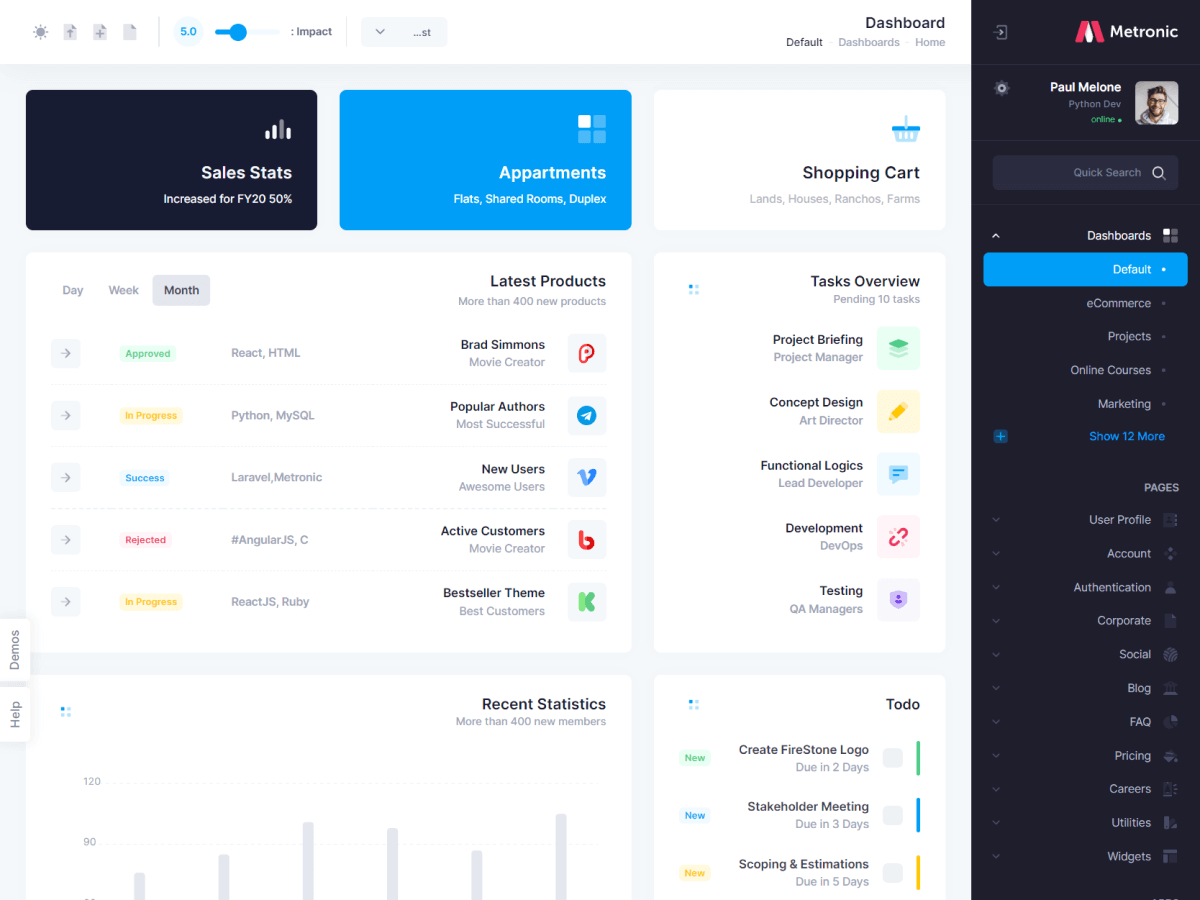 5.0
: Impact
...st
Dashboard
Default
Dashboards
Home
Metronic
Paul Melone
Python Dev
online
Quick Search
Dashboards
Default
eCommerce
Projects
Online Courses
Marketing
Show 12 More
PAGES
User Profile
Account
Authentication
Corporate
Social
Blog
FAQ
Pricing
Careers
Utilities
Widgets
Sales Stats
Increased for FY20 50%
Appartments
Flats, Shared Rooms, Duplex
Shopping Cart
Lands, Houses, Ranchos, Farms
Latest Products
More than 400 new products
Day
Week
Month
Brad Simmons
Movie Creator
React, HTML
Approved
Popular Authors
Most Successful
Python, MySQL
In Progress
New Users
Awesome Users
Laravel,Metronic
Success
Active Customers
Movie Creator
#AngularJS, C
Rejected
Bestseller Theme
Best Customers
ReactJS, Ruby
In Progress
Tasks Overview
Pending 10 tasks
Project Briefing
Project Manager
Concept Design
Art Director
Functional Logics
Lead Developer
Development
DevOps
Testing
QA Managers
Demos
Help
Recent Statistics
More than 400 new members
120
90
Todo
Create FireStone Logo
Due in 2 Days
New
Stakeholder Meeting
Due in 3 Days
New
Scoping & Estimations
Due in 5 Days
New